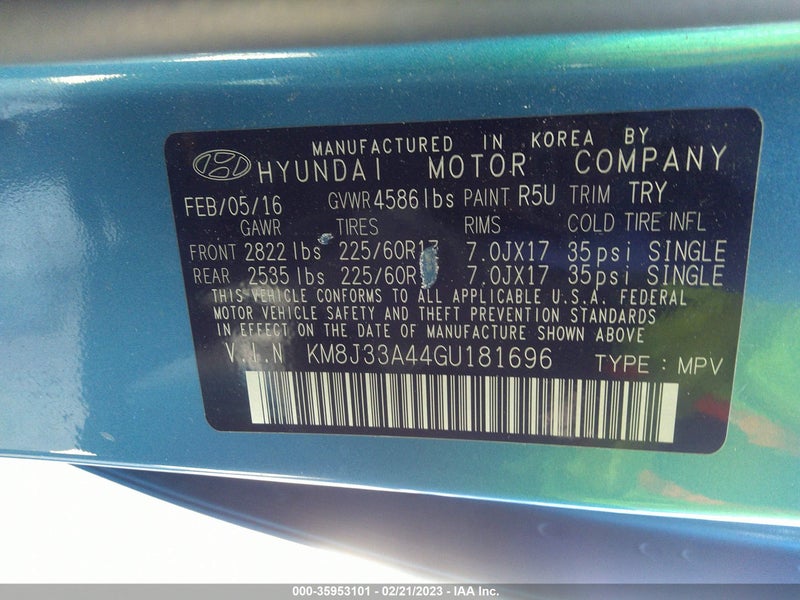 MANUFACTURED IN KOREA BY
HYUNDAI MOTOR COMPANY
FEB/05/16 GVWR 4586 lbs PAINT R5U TRIM TRY
GAWR TIRES RIMS COLD TIRE INFL
FRONT 2822 lbs 225/60R17 7.0JX17 35psi SINGLE
REAR 2535 lbs 225/60R 7.0JX17 35psi SINGLE
THIS VEHICLE CONFORMS TO ALL APPLICABLE U.S.A. FEDERAL
MOTOR VEHICLE SAFETY AND THEFT PREVENTION STANDARDS
IN EFFECT ON THE DATE OF MANUFACTURE SHOWN ABOVE
V.I.N KM8J33A44GU181696 TYPE : MPV
000-35953101 - 02/21/2023 - IAA Inc.